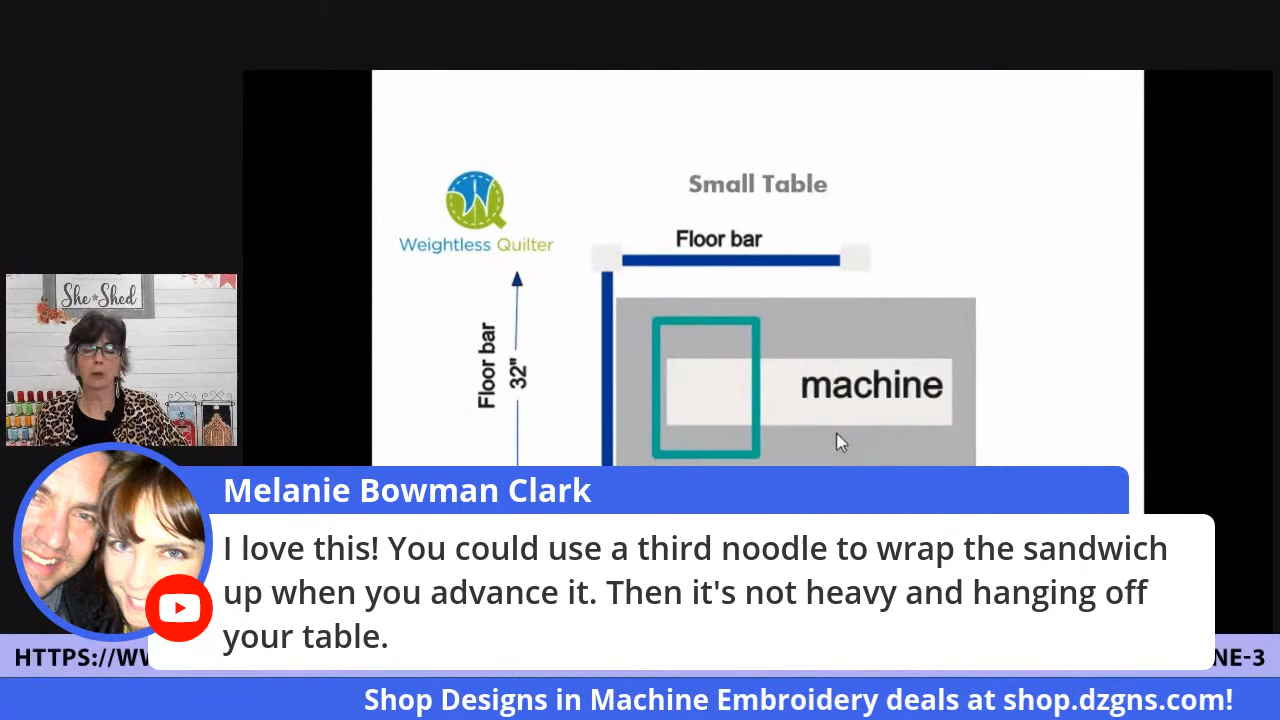 Small Table
Weightless Quilter
Floor bar
Floor bar
32"
machine
She Shed
Melanie Bowman Clark
I love this! You could use a third noodle to wrap the sandwich
up when you advance it. Then it's not heavy and hanging off
your table.
HTTPS://WW
NE-3
Shop Designs in Machine Embroidery deals at shop.dzgns.com!